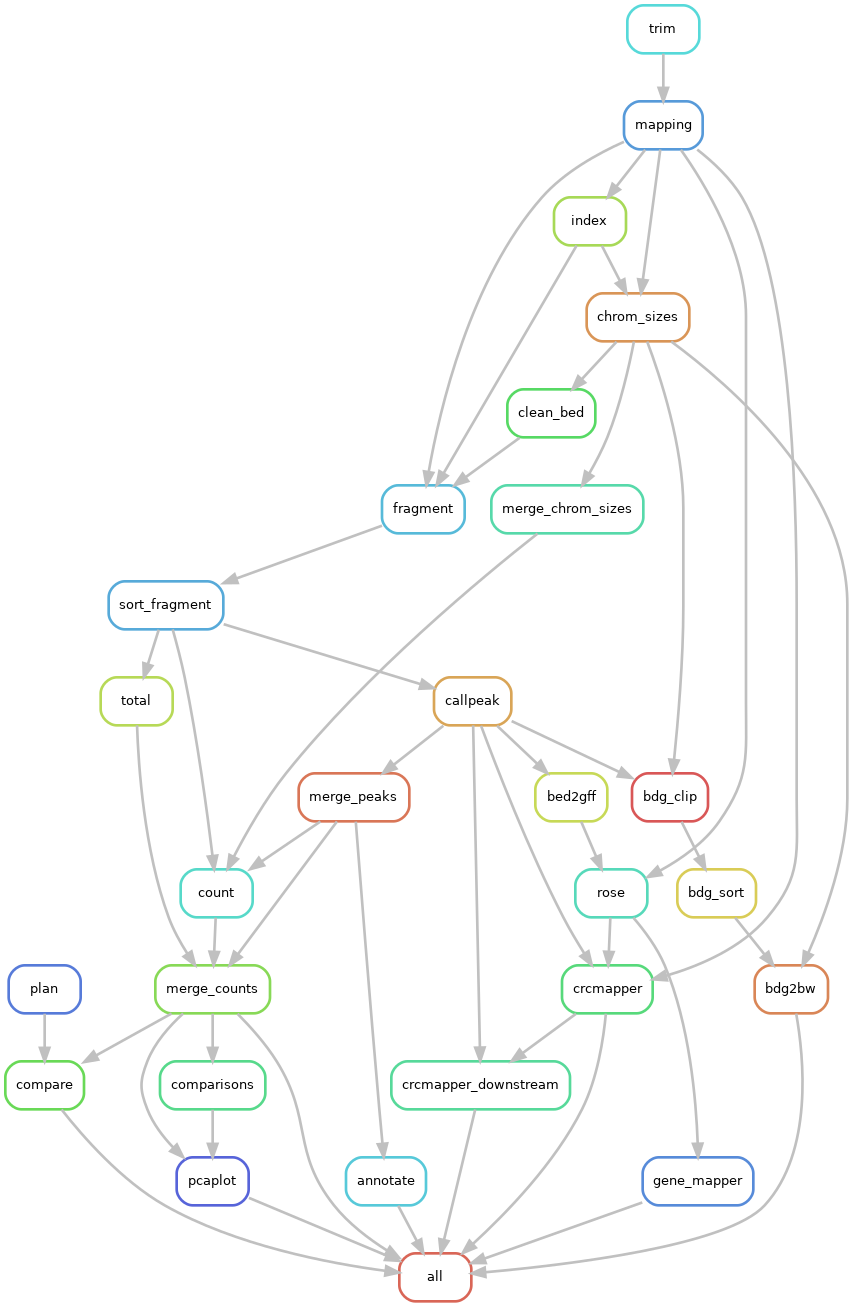 trim
mapping
index
chrom_sizes
clean_bed
fragment
merge_chrom_sizes
sort_fragment
total
callpeak
merge_peaks
bed2gff
bdg_clip
count
rose
bdg_sort
plan
merge_counts
crcmapper
bdg2bw
compare
comparisons
crcmapper_downstream
pcaplot
annotate
gene_mapper
all